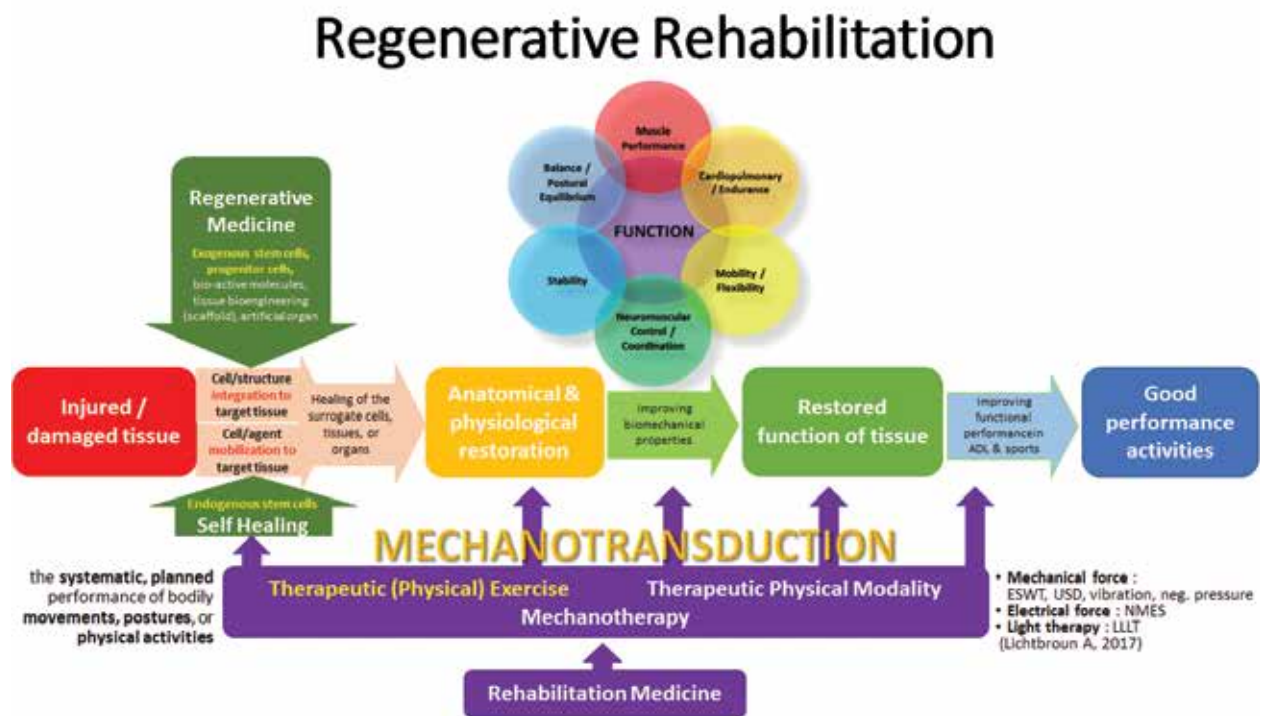 Regenerative Rehabilitation
Muscle
Performance
Balance /
Postural
Equilibrium
Cardiopulmonary
/ Endurance
FUNCTION
Stability
Mobility /
Flexibility
Neuromuscular
Control /
Coordination
Regenerative
Medicine
Exogenous stem cells,
progenitor cells,
bio-active molecules,
tissue bioengineering
(scaffold), artificial organ
Injured /
damaged tissue
Cell/structure
integration to
target tissue
Cell/agent
mobilization to
target tissue
Healing of the
surrogate cells,
tissues, or
organs
Anatomical &
physiological
restoration
improving
biomechanical
properties
Restored
function of tissue
Improving
functional
performancein
ADL & sports
Good
performance
activities
Endogenous stem cells
Self Healing
MECHANOTRANSDUCTION
the systematic, planned
performance of bodily
movements, postures, or
physical activities
Therapeutic (Physical) Exercise
Therapeutic Physical Modality
Mechanotherapy
• Mechanical force :
ESWT, USD, vibration, neg. pressure
• Electrical force : NMES
• Light therapy : LLLT
(Lichtbroun A, 2017)
Rehabilitation Medicine